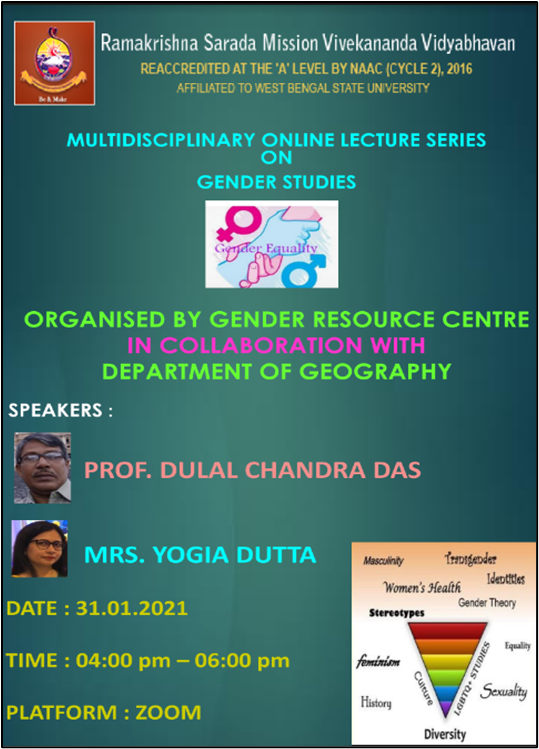 Ramakrishna Sarada Mission Vivekananda Vidyabhavan
REACCREDITED AT THE 'A' LEVEL BY NAAC (CYCLE 2), 2016
AFFILIATED TO WEST BENGAL STATE UNIVERSITY
Be & Make
MULTIDISCIPLINARY ONLINE LECTURE SERIES
ON
GENDER STUDIES
Gender Equality
ORGANISED BY GENDER RESOURCE CENTRE
IN COLLABORATION WITH
DEPARTMENT OF GEOGRAPHY
SPEAKERS :
PROF. DULAL CHANDRA DAS
MRS. YOGIA DUTTA
DATE : 31.01.2021
TIME : 04:00 pm – 06:00 pm
PLATFORM : ZOOM
Masculinity
Transgender
Identities
Women's Health
Gender Theory
Stereotypes
feminism
Equality
Culture
LGBTQ+ STUDIES
History
Sexuality
Diversity